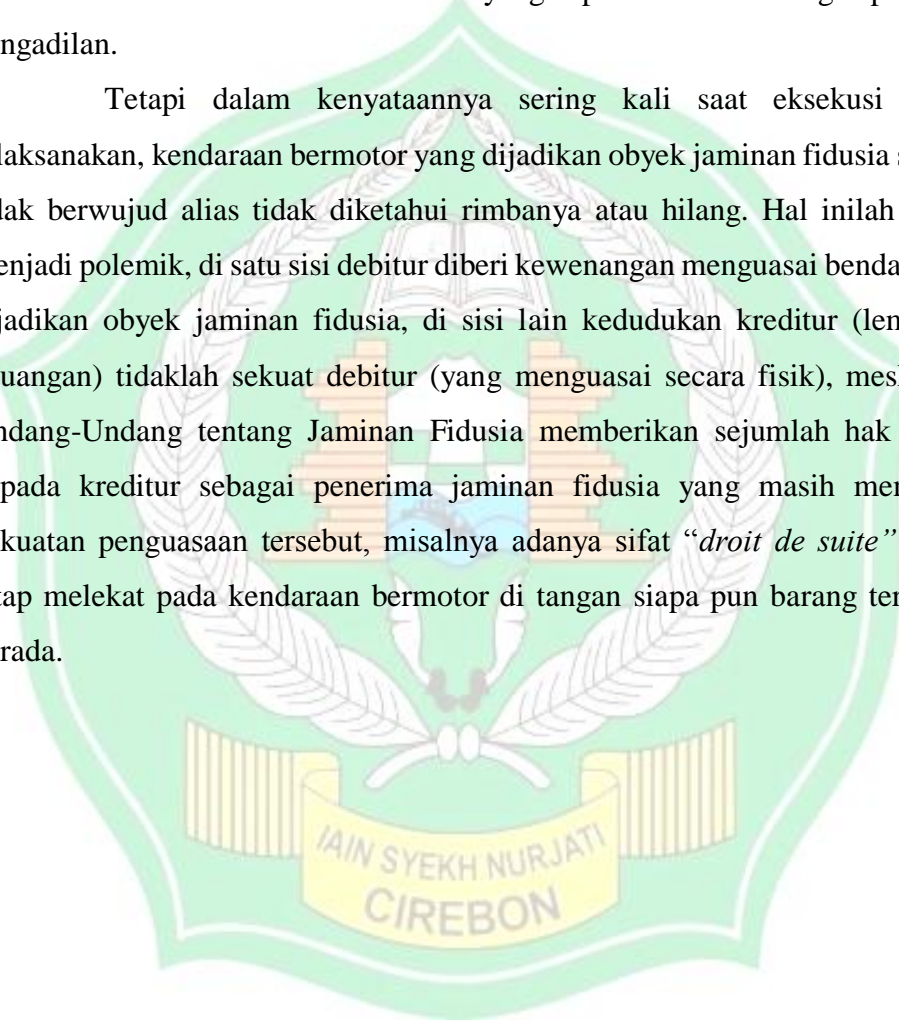 ngadilan.
Tetapi dalam kenyataannya sering kali saat eksekusi
laksanakan, kendaraan bermotor yang dijadikan obyek jaminan fidusia s
dak berwujud alias tidak diketahui rimbanya atau hilang. Hal inilah
enjadi polemik, di satu sisi debitur diberi kewenangan menguasai benda
jadikan obyek jaminan fidusia, di sisi lain kedudukan kreditur (len
uangan) tidaklah sekuat debitur (yang menguasai secara fisik), mesk
ndang-Undang tentang Jaminan Fidusia memberikan sejumlah hak
pada kreditur sebagai penerima jaminan fidusia yang masih men
kuatan penguasaan tersebut, misalnya adanya sifat “droit de suite”
tap melekat pada kendaraan bermotor di tangan siapa pun barang ter
rada.
IAIN SYEKH NURJATI
CIREBON